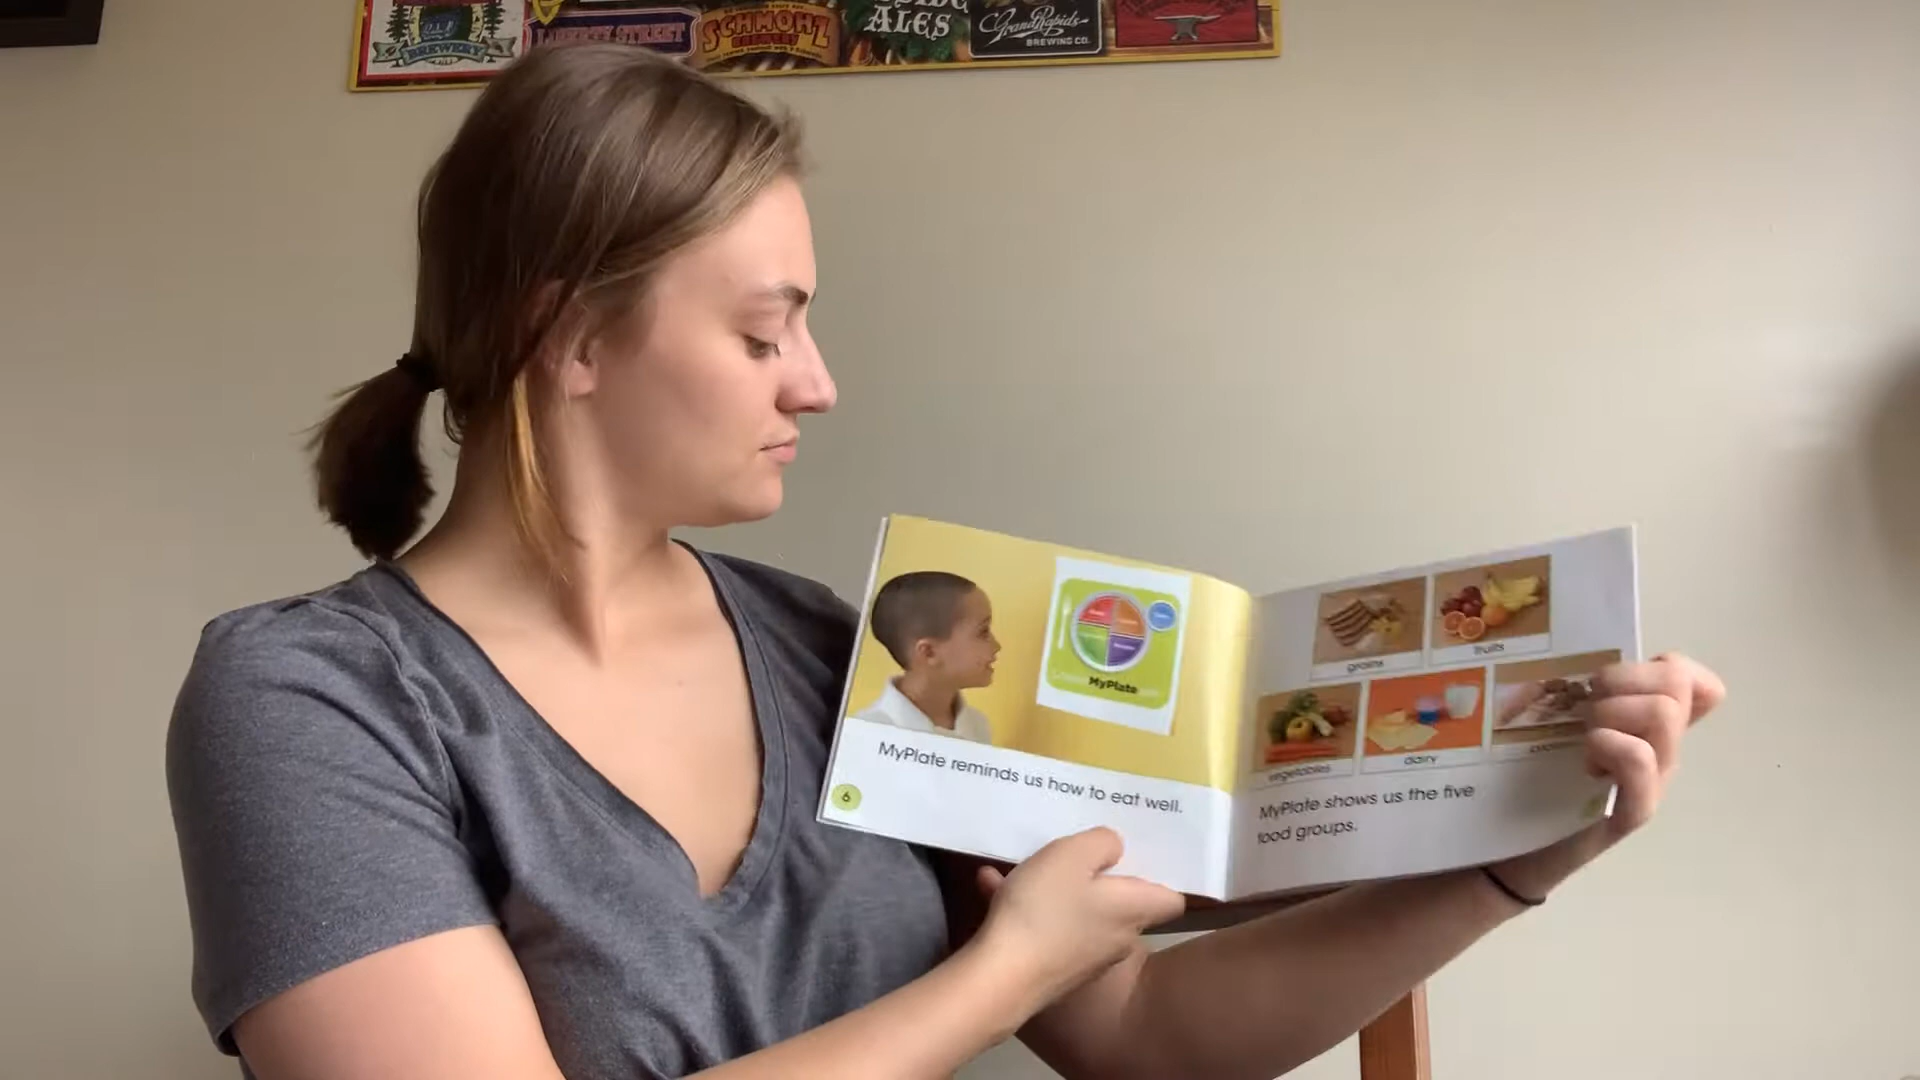 BREWERY
LIBERTY STREET
SCHMOHZ
BREWERY
ALES
Grand Rapids
BREWING CO.
MyPlate
MyPlate reminds us how to eat well.
6
grains
fruits
vegetables
dairy
MyPlate shows us the five
food groups.